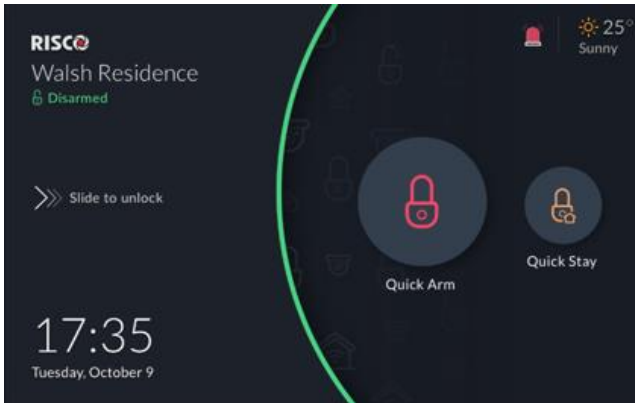 RISCO
Walsh Residence
Disarmed
Slide to unlock
17:35
Tuesday, October 9
25°
Sunny
Quick Arm
Quick Stay